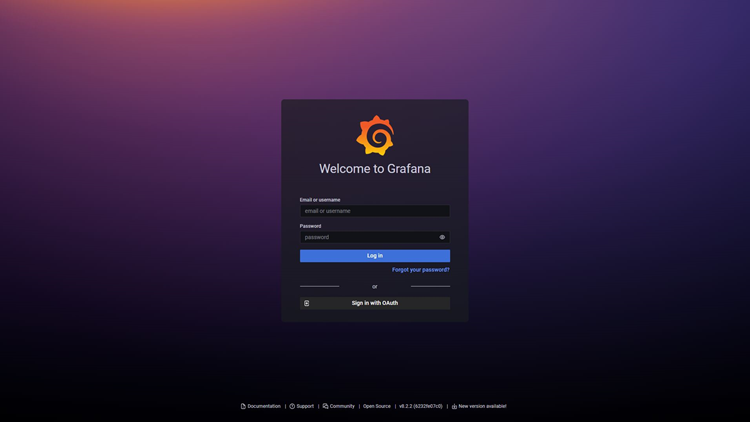 Welcome to Grafana
Email or username
email or username
Password
password
Log in
Forgot your password?
or
Sign in with OAuth
Documentation | Support | Community | Open Source | v8.2.2 (6232fe07c0) | New version available!